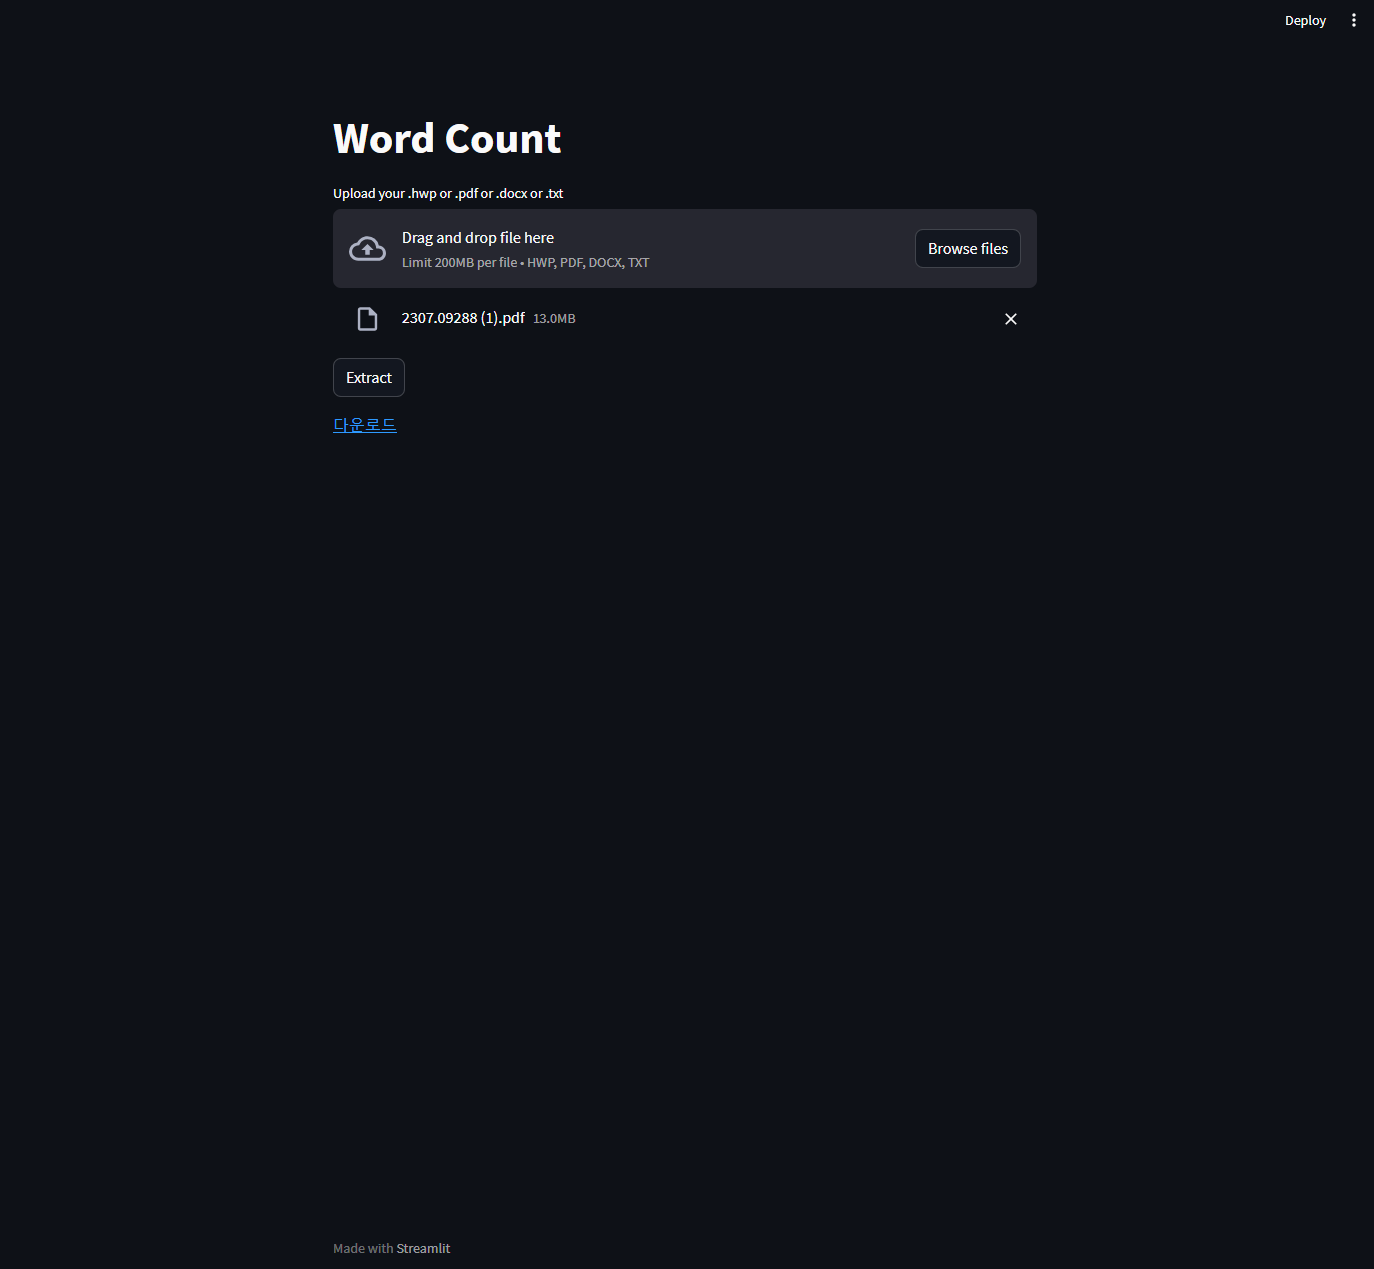 Deploy
Word Count
Upload your .hwp or .pdf or .docx or .txt
Drag and drop file here
Limit 200MB per file • HWP, PDF, DOCX, TXT
Browse files
2307.09288 (1).pdf 13.0MB
Extract
다운로드
Made with Streamlit